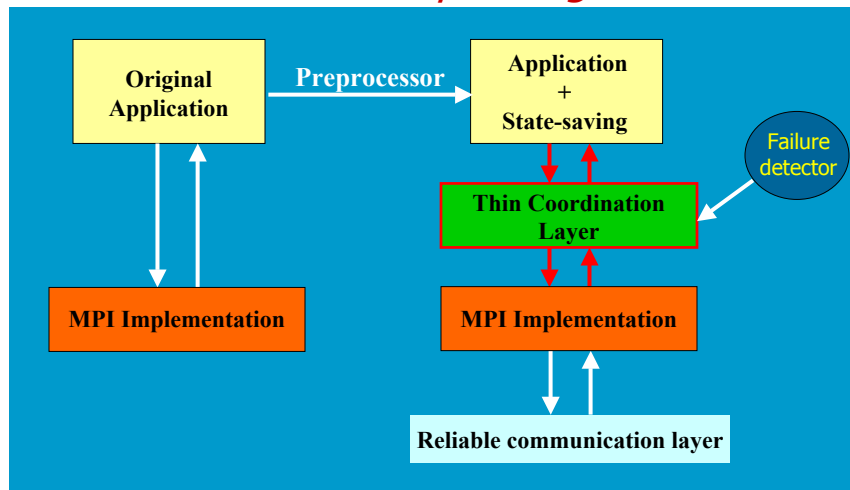 Original
Application
Preprocessor
Application
+
State-saving
Failure
detector
Thin Coordination
Layer
MPI Implementation
MPI Implementation
Reliable communication layer